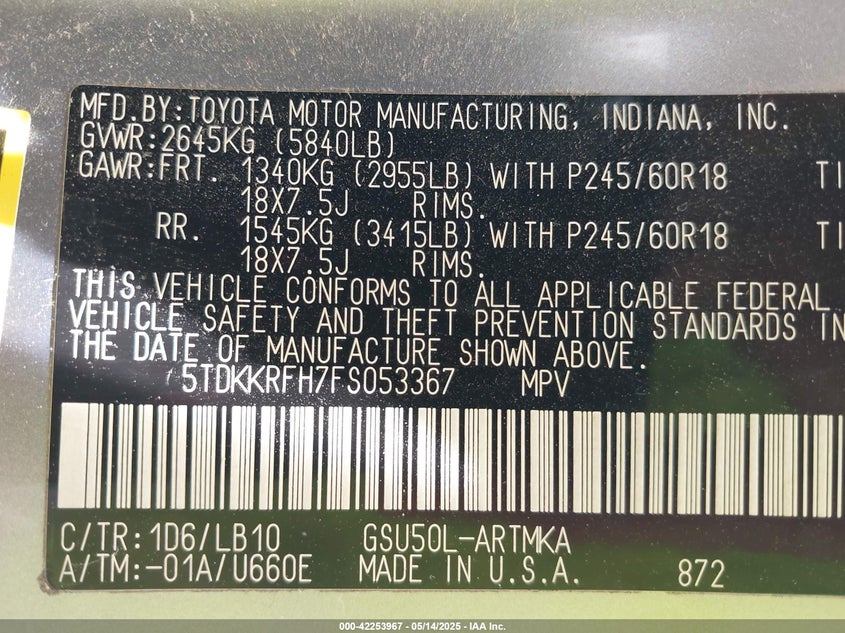 MFD.BY:TOYOTA MOTOR MANUFACTURING, INDIANA, INC.
GVWR:2645KG (5840LB)
GAWR:FRT. 1340KG (2955LB) WITH P245/60R18 TI
18X7.5J RIMS.
RR. 1545KG (3415LB) WITH P245/60R18 TI
18X7.5J RIMS.
THIS VEHICLE CONFORMS TO ALL APPLICABLE FEDERAL
VEHICLE SAFETY AND THEFT PREVENTION STANDARDS IN
THE DATE OF MANUFACTURE SHOWN ABOVE.
5TDKKRFH7FS053367 MPV
C/TR:1D6/LB10 GSU50L-ARTMKA
A/TM:-01A/U660E MADE IN U.S.A. 872
000-42253967 - 05/14/2025 - IAA Inc.